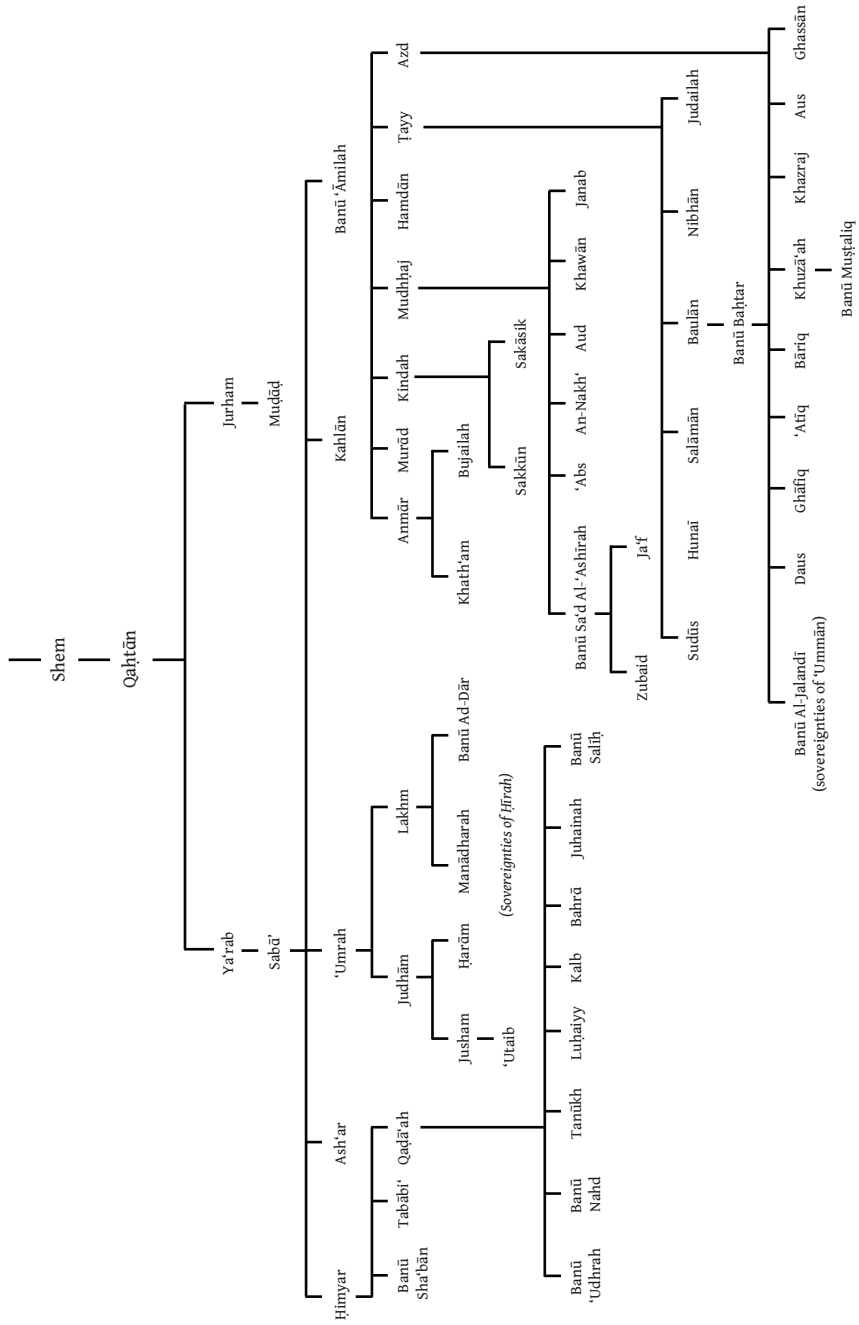 Shem
Qaḥtān
Ya‘rab
Jurham
Sabā’
Muḍāḍ
Ḥimyar
Ash‘ar
‘Umrah
Kahlān
Banū ‘Āmilah
Banū
Sha‘bān
Tabābi‘
Qaḍā‘ah
Judhām
Lakhm
Anmār
Murād
Kindah
Mudhḥaj
Hamdān
Ṭayy
Azd
Jusham
Ḥarām
Manādharah
Banū Ad-Dār
Khath‘am
Bujailah
‘Utaib
(Sovereignties of Ḥīrah)
Sakkūn
Sakāsik
Banū
‘Udhrah
Banū
Nahd
Tanūkh
Luḥaiyy
Kalb
Bahrā
Juhainah
Banū
Salīḥ
Banū Sa‘d Al-‘Ashīrah
‘Abs
An-Nakh‘
Aud
Khawān
Janab
Zubaid
Ja‘f
Sudūs
Hunaī
Salāmān
Baulān
Nibhān
Judailah
Banū Baḥtar
Banū Al-Jalandī
(sovereignties of ‘Ummān)
Daus
Ghāfiq
‘Atīq
Bāriq
Khuzā‘ah
Khazraj
Aus
Ghassān
Banū Muṣṭaliq